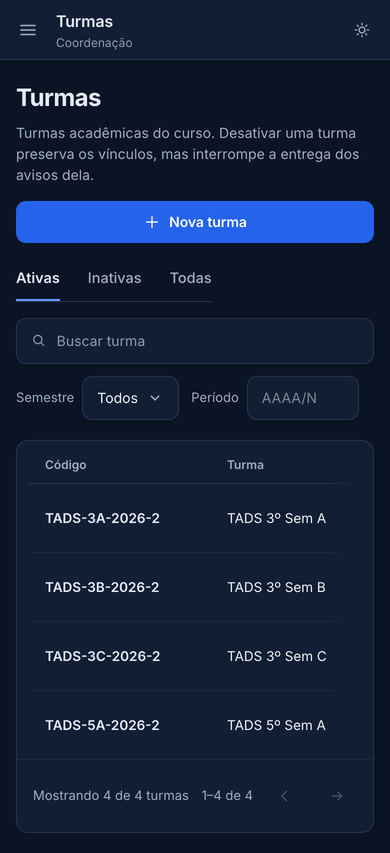 Turmas
Coordenação
Turmas
Turmas acadêmicas do curso. Desativar uma turma
preserva os vínculos, mas interrompe a entrega dos
avisos dela.
Nova turma
Ativas Inativas Todas
Buscar turma
Semestre Todos Período AAAA/N
Código Turma
TADS-3A-2026-2 TADS 3º Sem A
TADS-3B-2026-2 TADS 3º Sem B
TADS-3C-2026-2 TADS 3º Sem C
TADS-5A-2026-2 TADS 5º Sem A
Mostrando 4 de 4 turmas 1–4 de 4